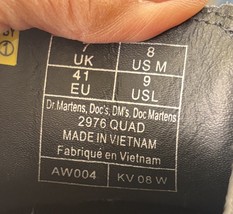 7 8
UK US M
41 9
EU USL
Dr.Martens, Doc's, DM's, Doc Martens
2976 QUAD
MADE IN VIETNAM
Fabriqué en Vietnam
AW004 KV 08 W